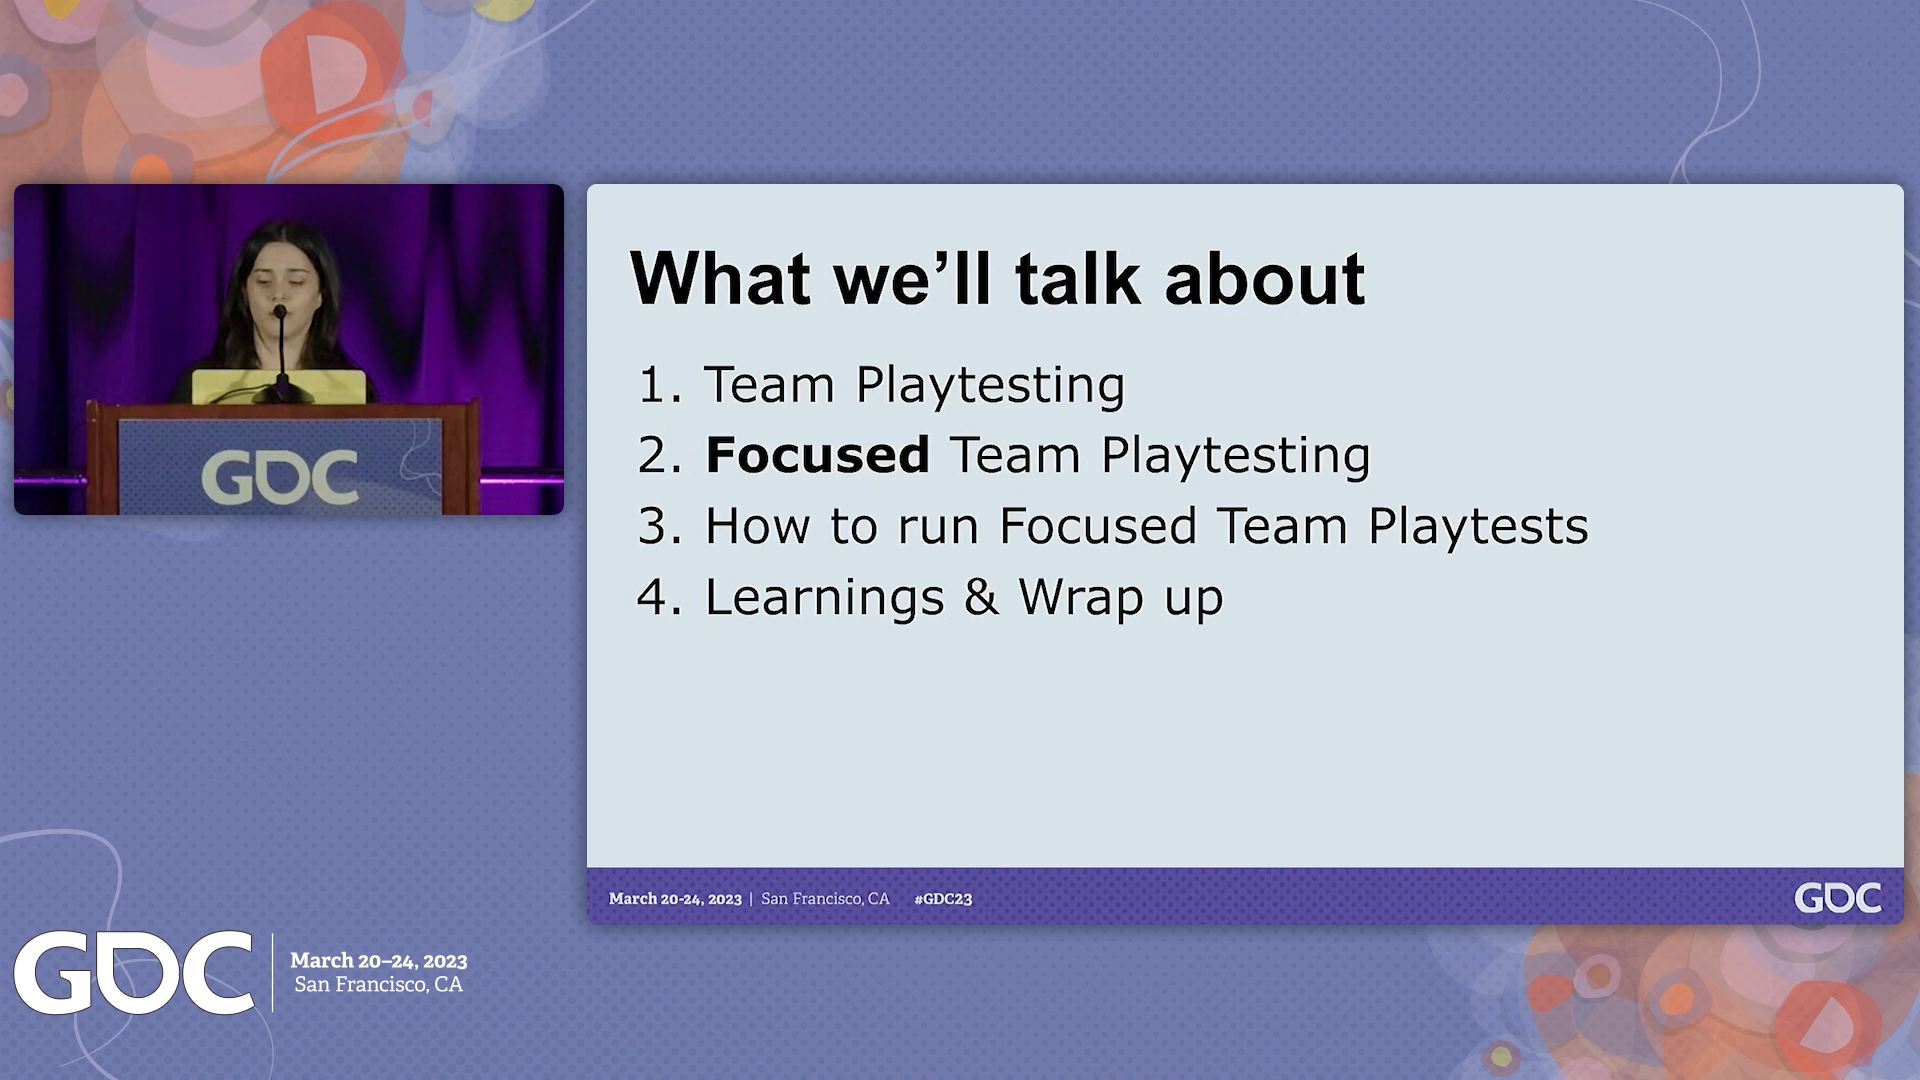 GDC
What we’ll talk about
1. Team Playtesting
2. Focused Team Playtesting
3. How to run Focused Team Playtests
4. Learnings & Wrap up
March 20-24, 2023 | San Francisco, CA #GDC23
GDC
GDC
March 20–24, 2023
San Francisco, CA